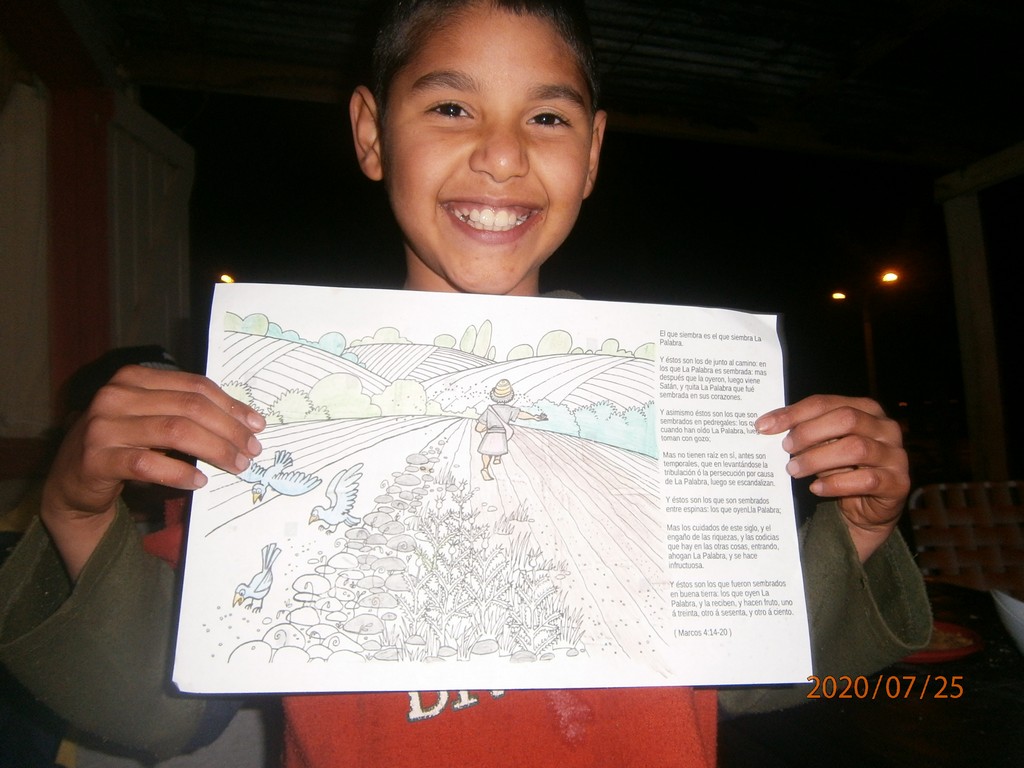 El que siembra es el que siembra La
Palabra.
Y éstos son los de junto al camino: en
los que La Palabra es sembrada: mas
después que la oyeron, luego viene
Satán, y quita La Palabra que fué
sembrada en sus corazones.
Y asimismo éstos son los que son
sembrados en pedregales: los que
cuando han oído La Palabra, luego
toman con gozo;
Mas no tienen raíz en sí, antes son
temporales; que en levantándose la
tribulación ó la persecución por causa
de La Palabra, luego se escandalizan.
Y éstos son los que son sembrados
entre espinas: los que oyenLla Palabra;
Mas los cuidados de este siglo, y el
engaño de las riquezas, y las codicias
que hay en las otras cosas, entrando,
ahogan La Palabra; y se hace
infructuosa.
Y éstos son los que fueron sembrados
en buena tierra: los que oyen La
Palabra, y la reciben, y hacen fruto, uno
á treinta, otro á sesenta, y otro á ciento.
( Marcos 4:14-20 )
2020/07/25